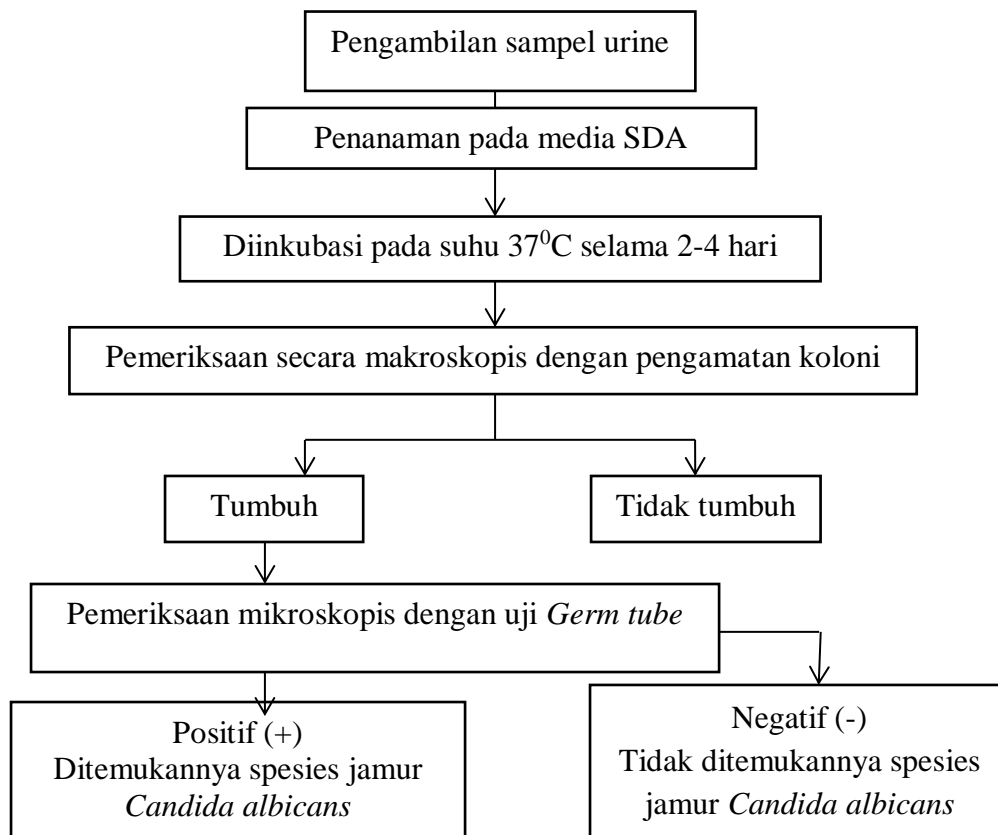 Pengambilan sampel urine
Penanaman pada media SDA
Diinkubasi pada suhu 37⁰C selama 2-4 hari
Pemeriksaan secara makroskopis dengan pengamatan koloni
Tumbuh
Tidak tumbuh
Pemeriksaan mikroskopis dengan uji Germ tube
Positif (+)
Ditemukannya spesies jamur
Candida albicans
Negatif (-)
Tidak ditemukannya spesies
jamur Candida albicans